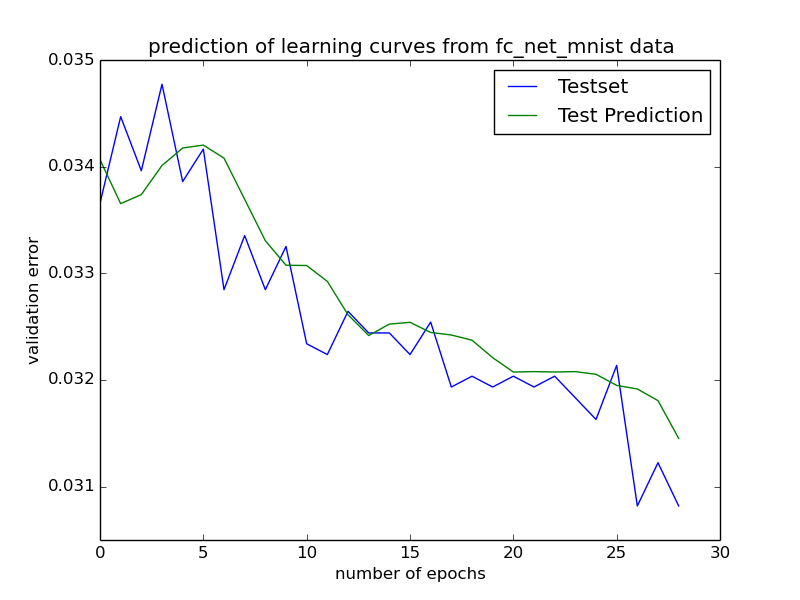 prediction of learning curves from fc_net_mnist data
Testset
Test Prediction
0.035
0.034
0.033
0.032
0.031
validation error
0 5 10 15 20 25 30
number of epochs